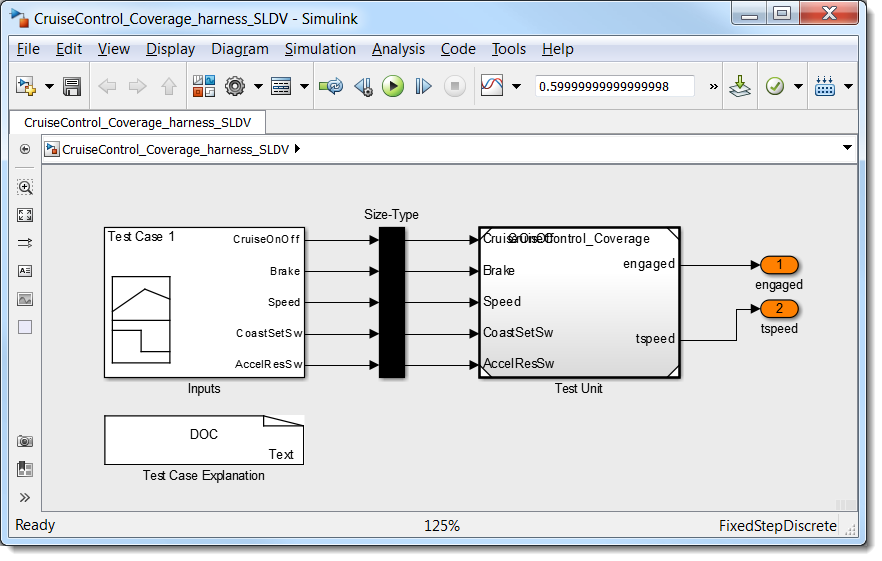 CruiseControl_Coverage_harness_SLDV - Simulink
File Edit View Display Diagram Simulation Analysis Code Tools Help
0.59999999999999998 »
CruiseControl_Coverage_harness_SLDV
CruiseControl_Coverage_harness_SLDV
Size-Type
Test Case 1
CruiseOnOff
Brake
Speed
CoastSetSw
AccelResSw
Inputs
CruiseOnOff
CruiseControl_Coverage
Brake
Speed
CoastSetSw
AccelResSw
engaged
tspeed
Test Unit
1
engaged
2
tspeed
DOC
Text
Test Case Explanation
Ready 125% FixedStepDiscrete